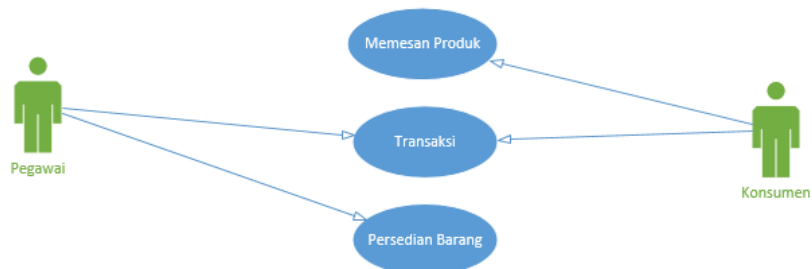 Memesan Produk
Pegawai
Transaksi
Konsumen
Persedian Barang